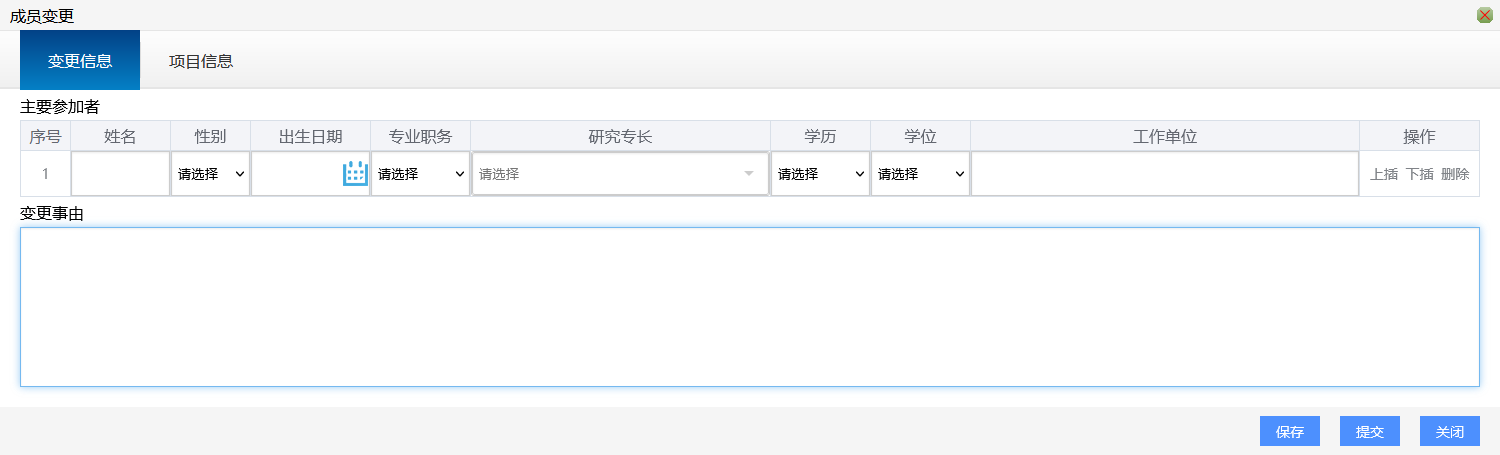 成员变更
变更信息 项目信息
主要参加者
序号 姓名 性别 出生日期 专业职务 研究专长 学历 学位 工作单位 操作
1 请选择 请选择 请选择 请选择 请选择 上插 下插 删除
变更事由
保存 提交 关闭